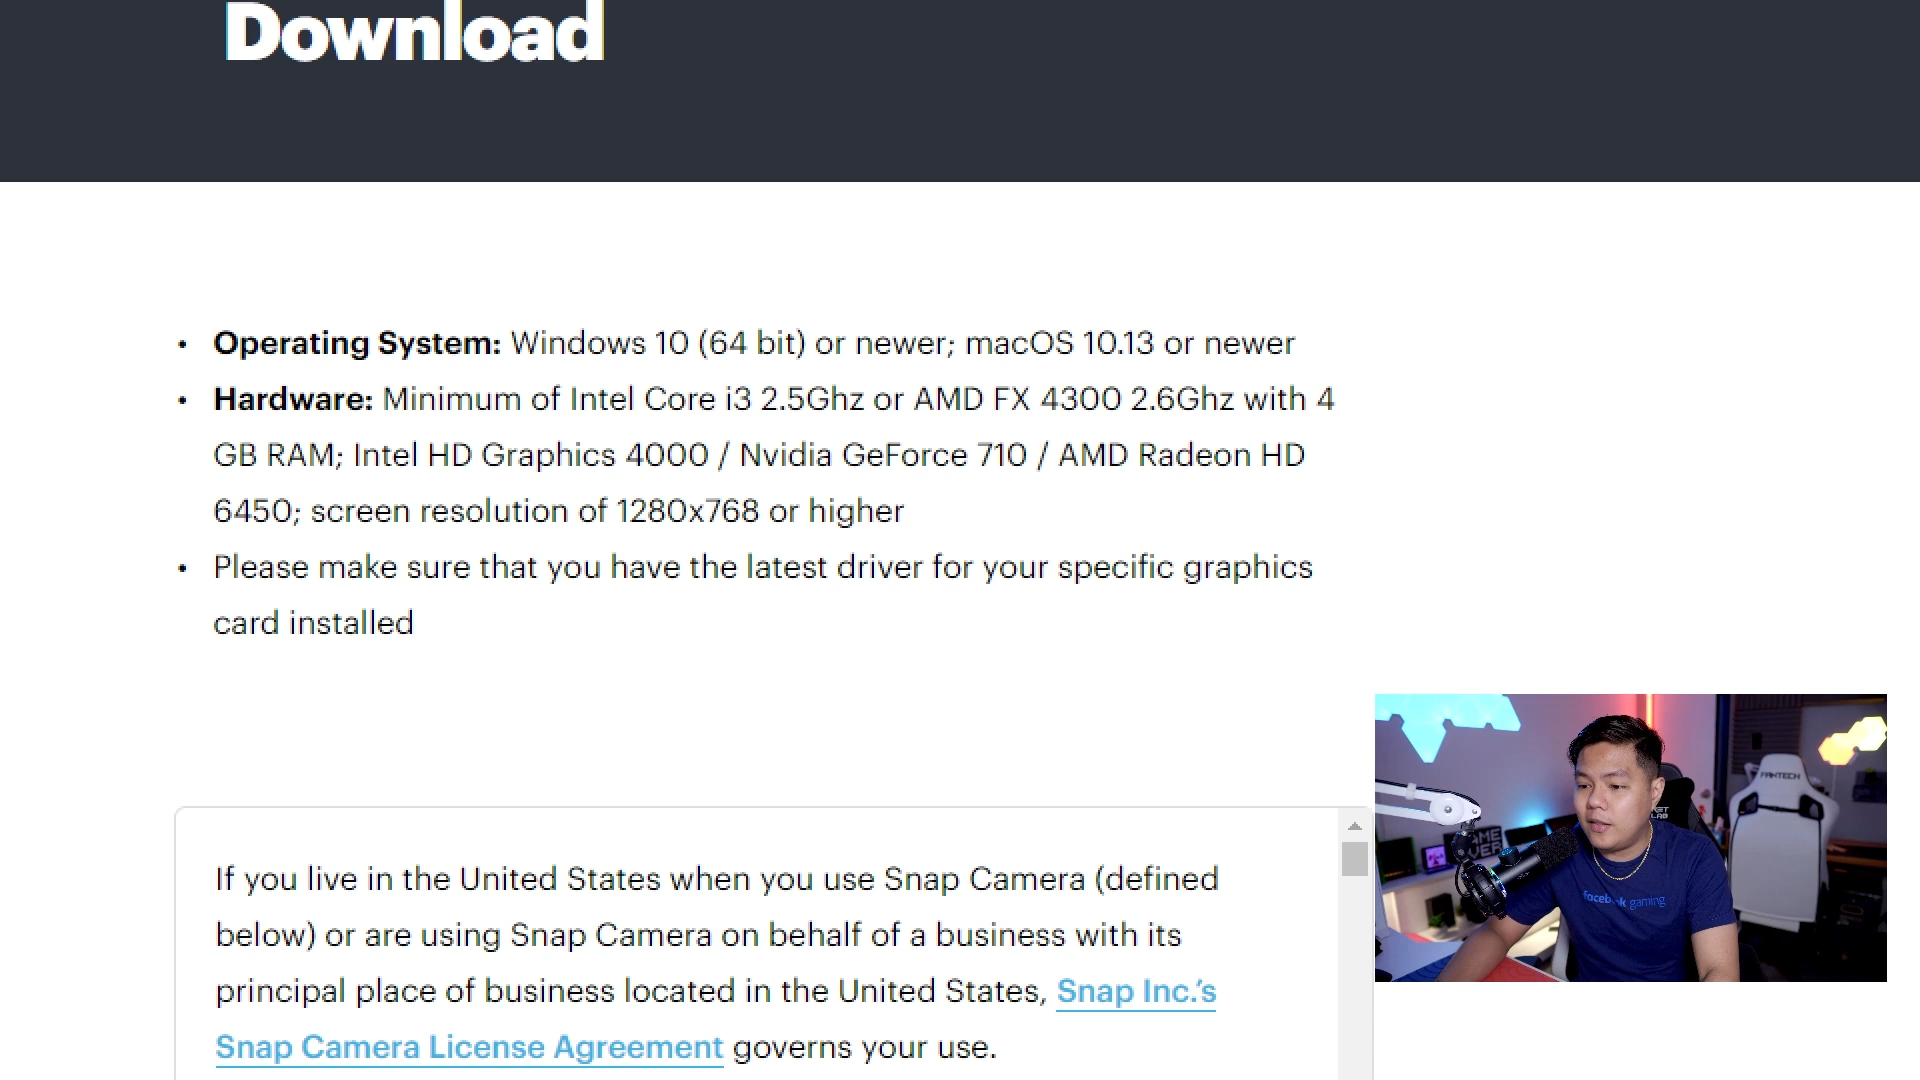 Download
• Operating System: Windows 10 (64 bit) or newer; macOS 10.13 or newer
• Hardware: Minimum of Intel Core i3 2.5Ghz or AMD FX 4300 2.6Ghz with 4
GB RAM; Intel HD Graphics 4000 / Nvidia GeForce 710 / AMD Radeon HD
6450; screen resolution of 1280x768 or higher
• Please make sure that you have the latest driver for your specific graphics
card installed
If you live in the United States when you use Snap Camera (defined
below) or are using Snap Camera on behalf of a business with its
principal place of business located in the United States, Snap Inc.’s
Snap Camera License Agreement governs your use.
FANTECH
facebook gaming